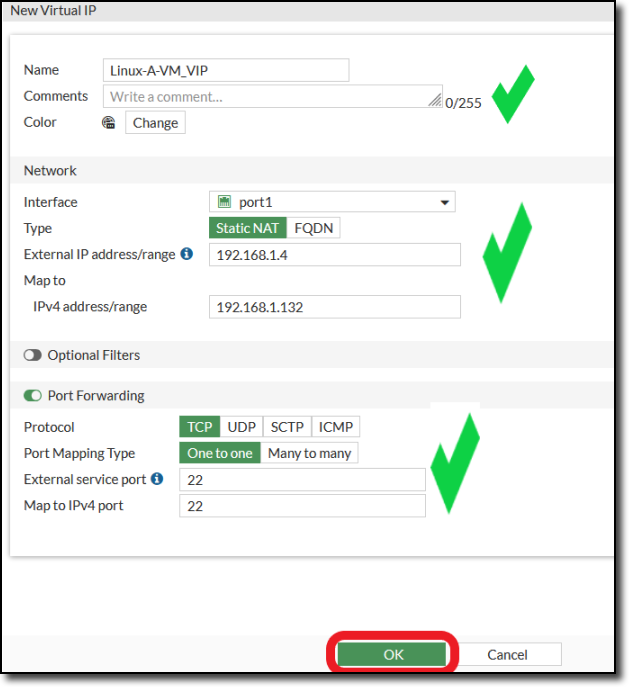 New Virtual IP
Name Linux-A-VM_VIP
Comments Write a comment... 0/255
Color Change
Network
Interface port1
Type Static NAT FQDN
External IP address/range 192.168.1.4
Map to
IPv4 address/range 192.168.1.132
Optional Filters
Port Forwarding
Protocol TCP UDP SCTP ICMP
Port Mapping Type One to one Many to many
External service port 22
Map to IPv4 port 22
OK Cancel